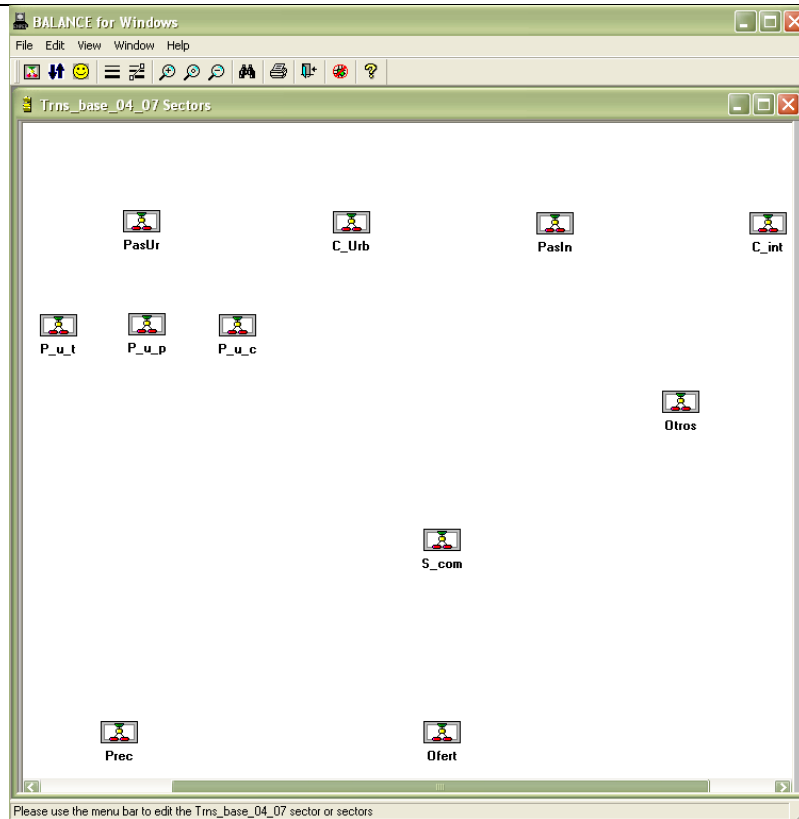 BALANCE for Windows
File Edit View Window Help
Trns_base_04_07 Sectors
PasUr C_Urb PasIn C_int
P_u_t P_u_p P_u_c
Otros
S_com
Prec Ofert
Please use the menu bar to edit the Trns_base_04_07 sector or sectors